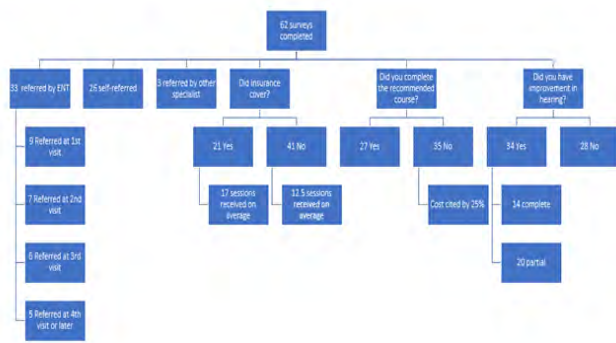 62 surveys
completed
33 referred by ENT
26 self-referred
3 referred by other
specialist
Did insurance
cover?
Did you complete
the recommended
course?
Did you have
improvement in
hearing?
9 Referred at 1st
visit
7 Referred at 2nd
visit
6 Referred at 3rd
visit
5 Referred at 4th
visit or later
21 Yes
41 No
27 Yes
35 No
34 Yes
28 No
17 sessions
received on
average
12.5 sessions
received on
average
Cost cited by 25%
14 complete
20 partial